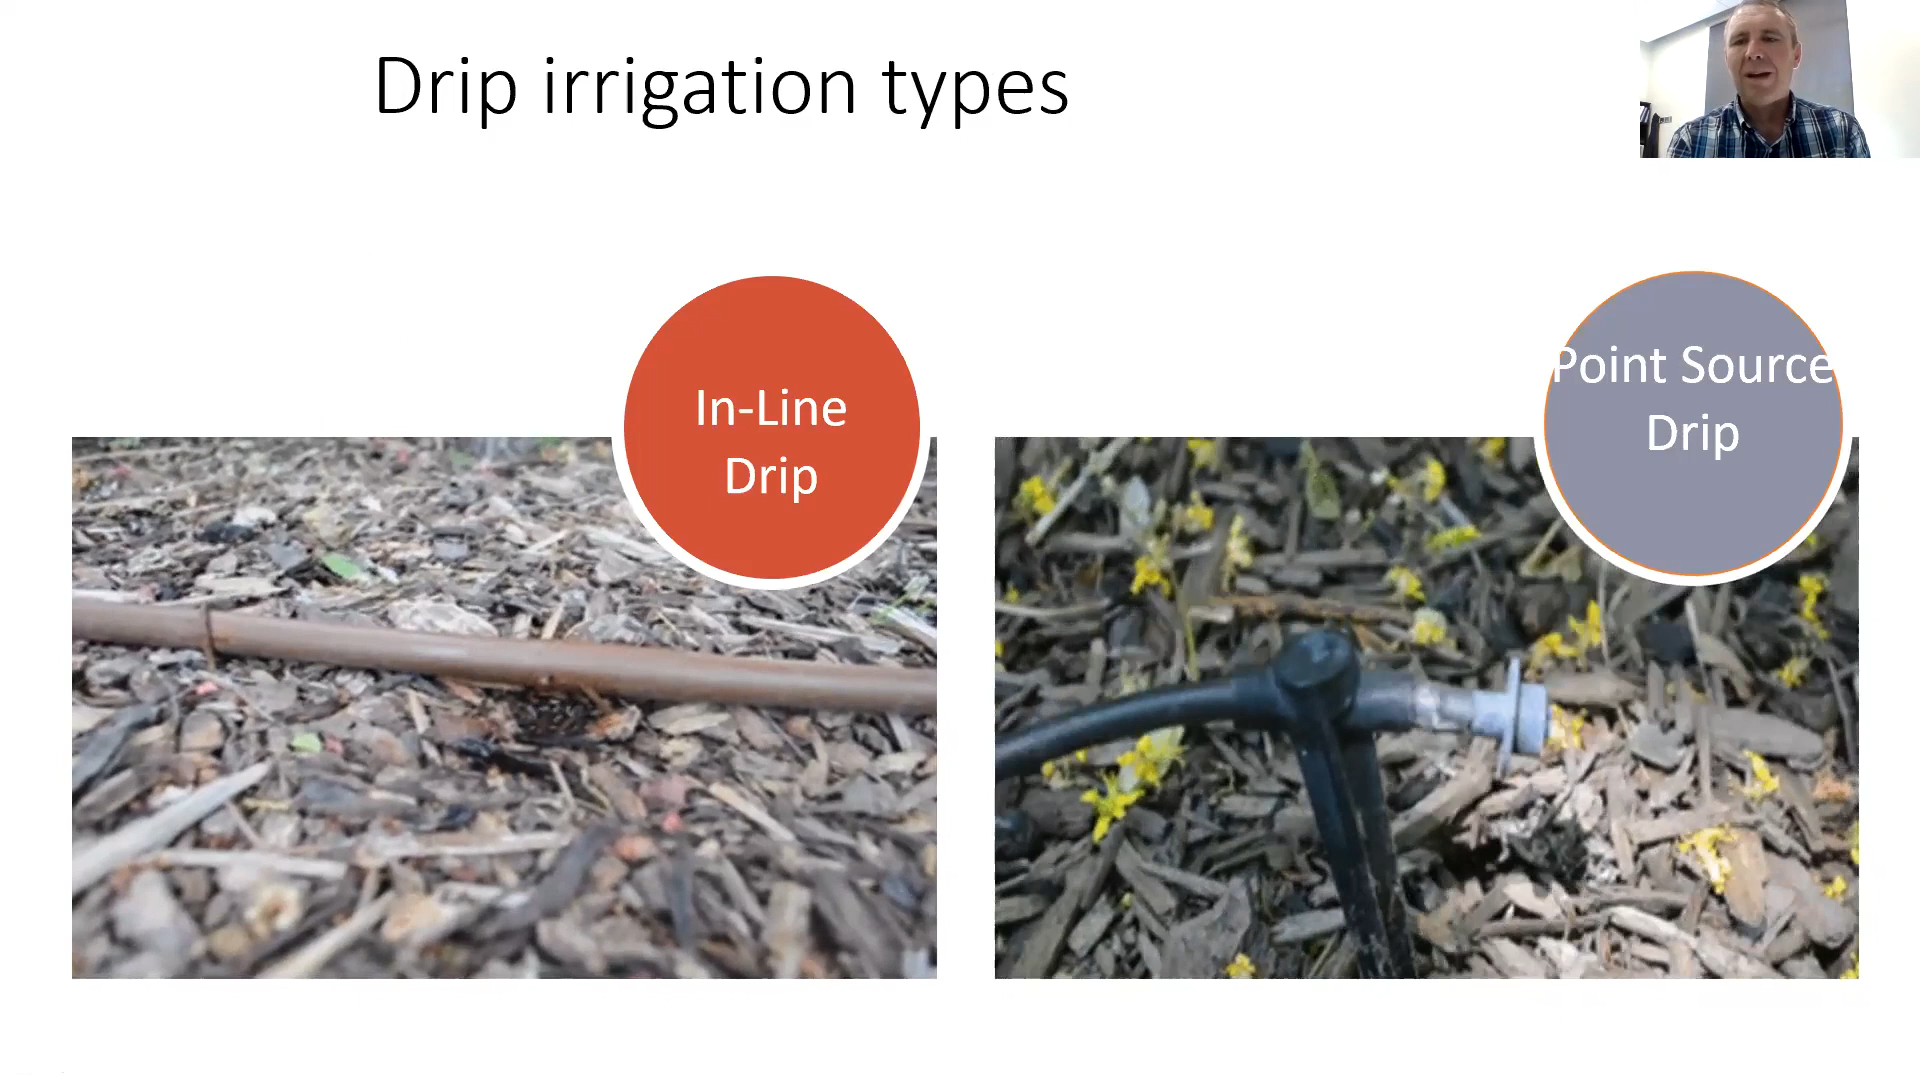 Drip irrigation types
In-Line
Drip
Point Source
Drip